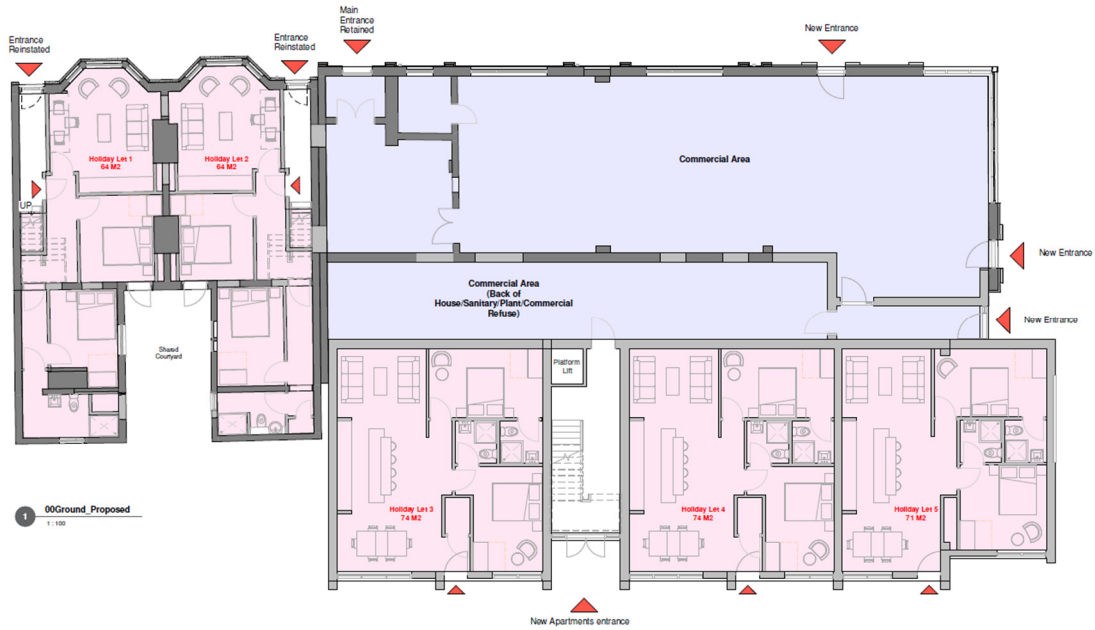 Main
Entrance
Retained
Entrance
Reinstated
Entrance
Reinstated
New Entrance
Holiday Let 1
64 M2
Holiday Let 2
64 M2
Commercial Area
UP
New Entrance
Commercial Area
(Back of
House/Sanitary/Plant/Commercial
Refuse)
New Entrance
Shared
Courtyard
Platform
Lift
Holiday Let 3
74 M2
Holiday Let 4
74 M2
Holiday Let 5
71 M2
1
00Ground_Proposed
1 : 100
New Apartments entrance